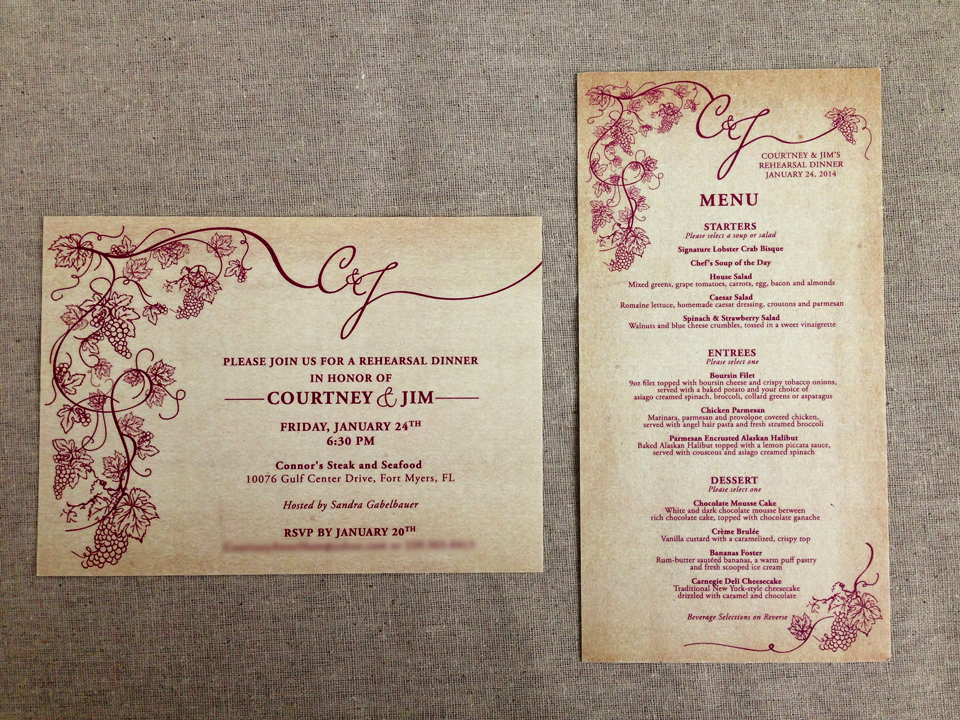 C&J
PLEASE JOIN US FOR A REHEARSAL DINNER
IN HONOR OF
COURTNEY & JIM
FRIDAY, JANUARY 24TH
6:30 PM
Connor's Steak and Seafood
10076 Gulf Center Drive, Fort Myers, FL
Hosted by Sandra Gabelbauer
RSVP BY JANUARY 20TH
C&J
COURTNEY & JIM'S
REHEARSAL DINNER
JANUARY 24, 2014
MENU
STARTERS
Please select a soup or salad
Signature Lobster Crab Bisque
Chef's Soup of the Day
House Salad
Mixed greens, grape tomatoes, carrots, egg, bacon and almonds
Caesar Salad
Romaine lettuce, homemade caesar dressing, croutons and parmesan
Spinach & Strawberry Salad
Walnuts and blue cheese crumbles, tossed in a sweet vinaigrette
ENTREES
Please select one
Boursin Filet
9oz filet topped with boursin cheese and crispy tobacco onions,
served with a baked potato and your choice of
asiago creamed spinach, broccoli, collard greens or asparagus
Chicken Parmesan
Marinara, parmesan and provolone covered chicken,
served with angel hair pasta and fresh steamed broccoli
Parmesan Encrusted Alaskan Halibut
Baked Alaskan Halibut topped with a lemon piccata sauce,
served with couscous and asiago creamed spinach
DESSERT
Please select one
Chocolate Mousse Cake
White and dark chocolate mousse between
rich chocolate cake, topped with chocolate ganache
Crème Brulée
Vanilla custard with a caramelized, crispy top
Bananas Foster
Rum-butter sautéed bananas, a warm puff pastry
and fresh scooped ice cream
Carnegie Deli Cheesecake
Traditional New York-style cheesecake
drizzled with caramel and chocolate
Beverage Selections on Reverse